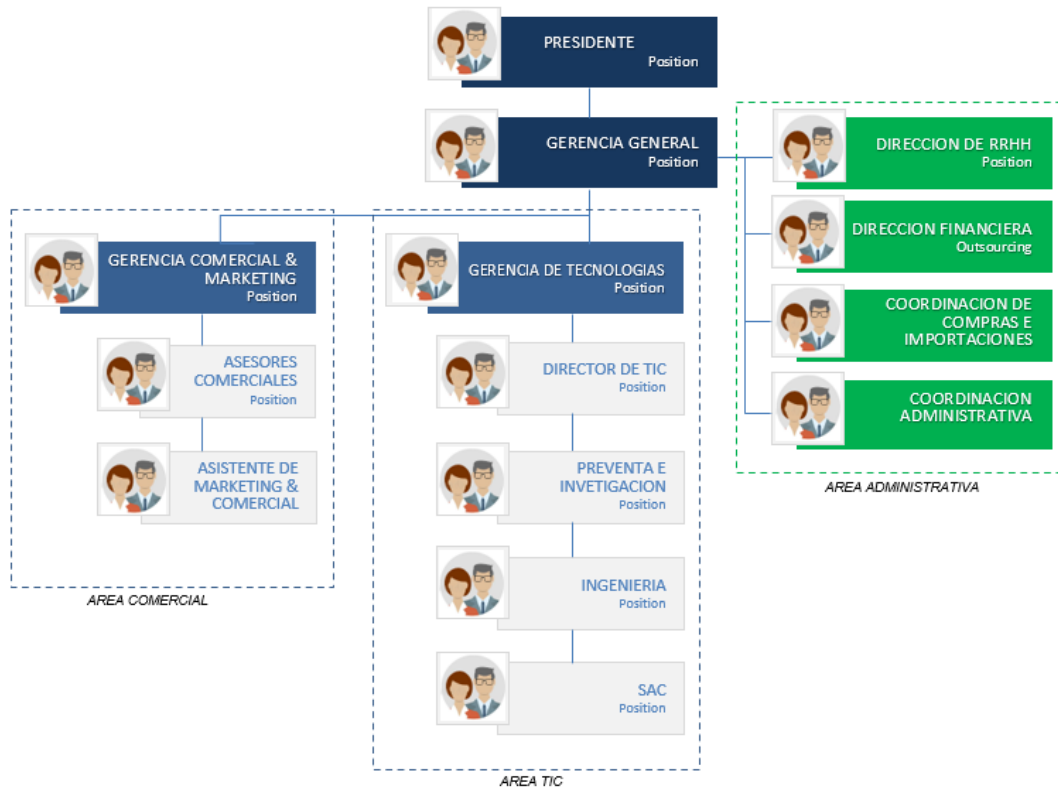 PRESIDENTE
Position
GERENCIA GENERAL
Position
DIRECCION DE RRHH
Position
DIRECCION FINANCIERA
Outsourcing
COORDINACION DE
COMPRAS E
IMPORTACIONES
COORDINACION
ADMINISTRATIVA
AREA ADMINISTRATIVA
GERENCIA COMERCIAL &
MARKETING
Position
ASESORES
COMERCIALES
Position
ASISTENTE DE
MARKETING &
COMERCIAL
AREA COMERCIAL
GERENCIA DE TECNOLOGIAS
Position
DIRECTOR DE TIC
Position
PREVENTA E
INVETIGACION
Position
INGENIERIA
Position
SAC
Position
AREA TIC